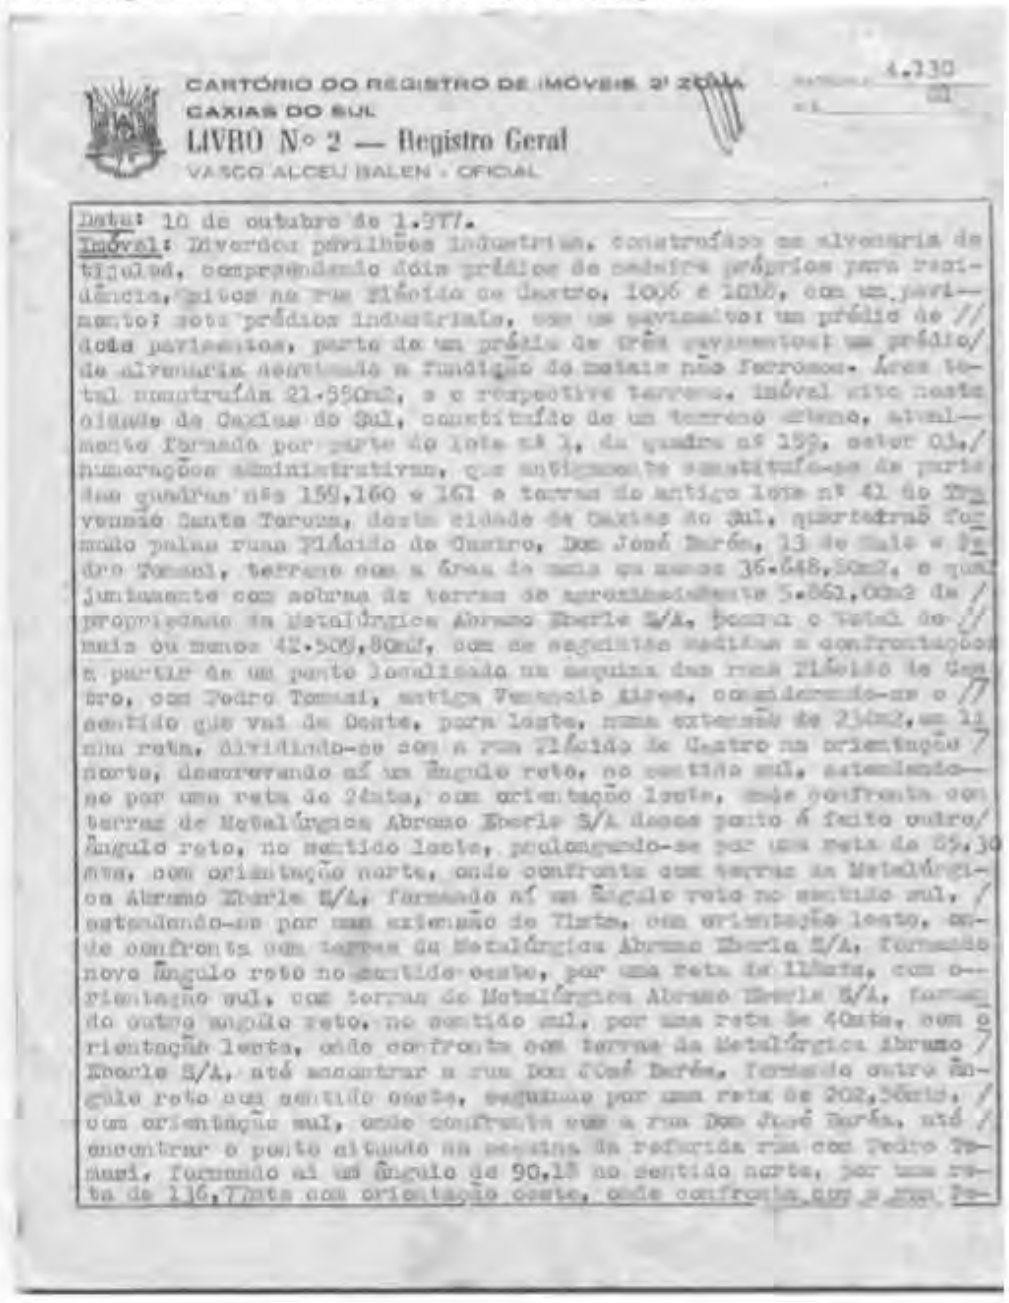 4.130
CARTÓRIO DO REGISTRO DE IMÓVEIS 2ª ZONA
CAXIAS DO SUL
LIVRO Nº 2 — Registro Geral
VASCO ALCEU BALEN - OFICIAL
Data: 10 de outubro de 1.977.
Imóvel: Diversos pavilhões industriais, construídos em alvenaria de
tijolos, compreendendo dois prédios de madeira próprios para resi-
dência, sitos na rua Plácido de Castro, 1006 e 1018, com um pavi-
mento; sete prédios industriais, com um pavimento; um prédio de //
dois pavimentos, parte de um prédio de três pavimentos; um prédio/
de alvenaria destinado a fundição de metais não ferrosos. Área to-
tal construída 21.550m2, e o respectivo terreno. Imóvel sito nesta
cidade de Caxias do Sul, constituído de um terreno urbano, atual-
mente formado por parte do lote nº 1, da quadra nº 159, setor 03,/
numerações administrativas, que antigamente constituía-se de parte
das quadras nºs 159,160 e 161 e terras do antigo lote nº 41 do Tra
vessão Santa Tereza, desta cidade de Caxias do Sul, quarteirão for
mado pelas ruas Plácido de Castro, Dom José Baréa, 13 de Maio e Pe
dro Tomasi, terreno com a área de mais ou menos 36.648,80m2, o qual
juntamente com sobras de terras de aproximadamente 5.861,00m2 de /
propriedade da Metalúrgica Abramo Eberle S/A, possui o total de //
mais ou menos 42.509,80m2, com as seguintes medidas e confrontações
a partir de um ponto localizado na esquina das ruas Plácido de Cas
tro, com Pedro Tomasi, antiga Venancio Aires, considerando-se o //
sentido que vai de Oeste, para leste, numa extensão de 234m2, em li
nha reta, dividindo-se com a rua Plácido de Castro na orientação /
norte, descrevendo aí um ângulo reto, no sentido sul, estendendo-
se por uma reta de 24mts, com orientação leste, onde confronta com
terras de Metalúrgica Abramo Eberle S/A desse ponto é feito outro/
ângulo reto, no sentido leste, prolongando-se por uma reta de 65,30
mts, com orientação norte, onde confronta com terras da Metalúrgi-
ca Abramo Eberle S/A, formando aí um ângulo reto no sentido sul, /
estendendo-se por uma extensão de 71mts, com orientação leste, on-
de confronta com terras da Metalúrgica Abramo Eberle S/A, formando
novo ângulo reto no sentido oeste, por uma reta de 118mts, com o-
rientação sul, com terras de Metalúrgica Abramo Eberle S/A, forman
do outro angulo reto, no sentido sul, por uma reta de 40mts, com o
rientação leste, onde confronta com terras da Metalúrgica Abramo /
Eberle S/A, até encontrar a rua Dom José Baréa, formando outro ân-
gulo reto com sentido oeste, seguindo por uma reta de 202,50mts, /
com orientação sul, onde confronta com a rua Dom José Baréa, até /
encontrar o ponto situado na esquina da referida rua com Pedro To-
masi, formando aí um ângulo de 90,18 no sentido norte, por uma re-
ta de 136,77mts com orientação oeste, onde confronta com a rua Pe-